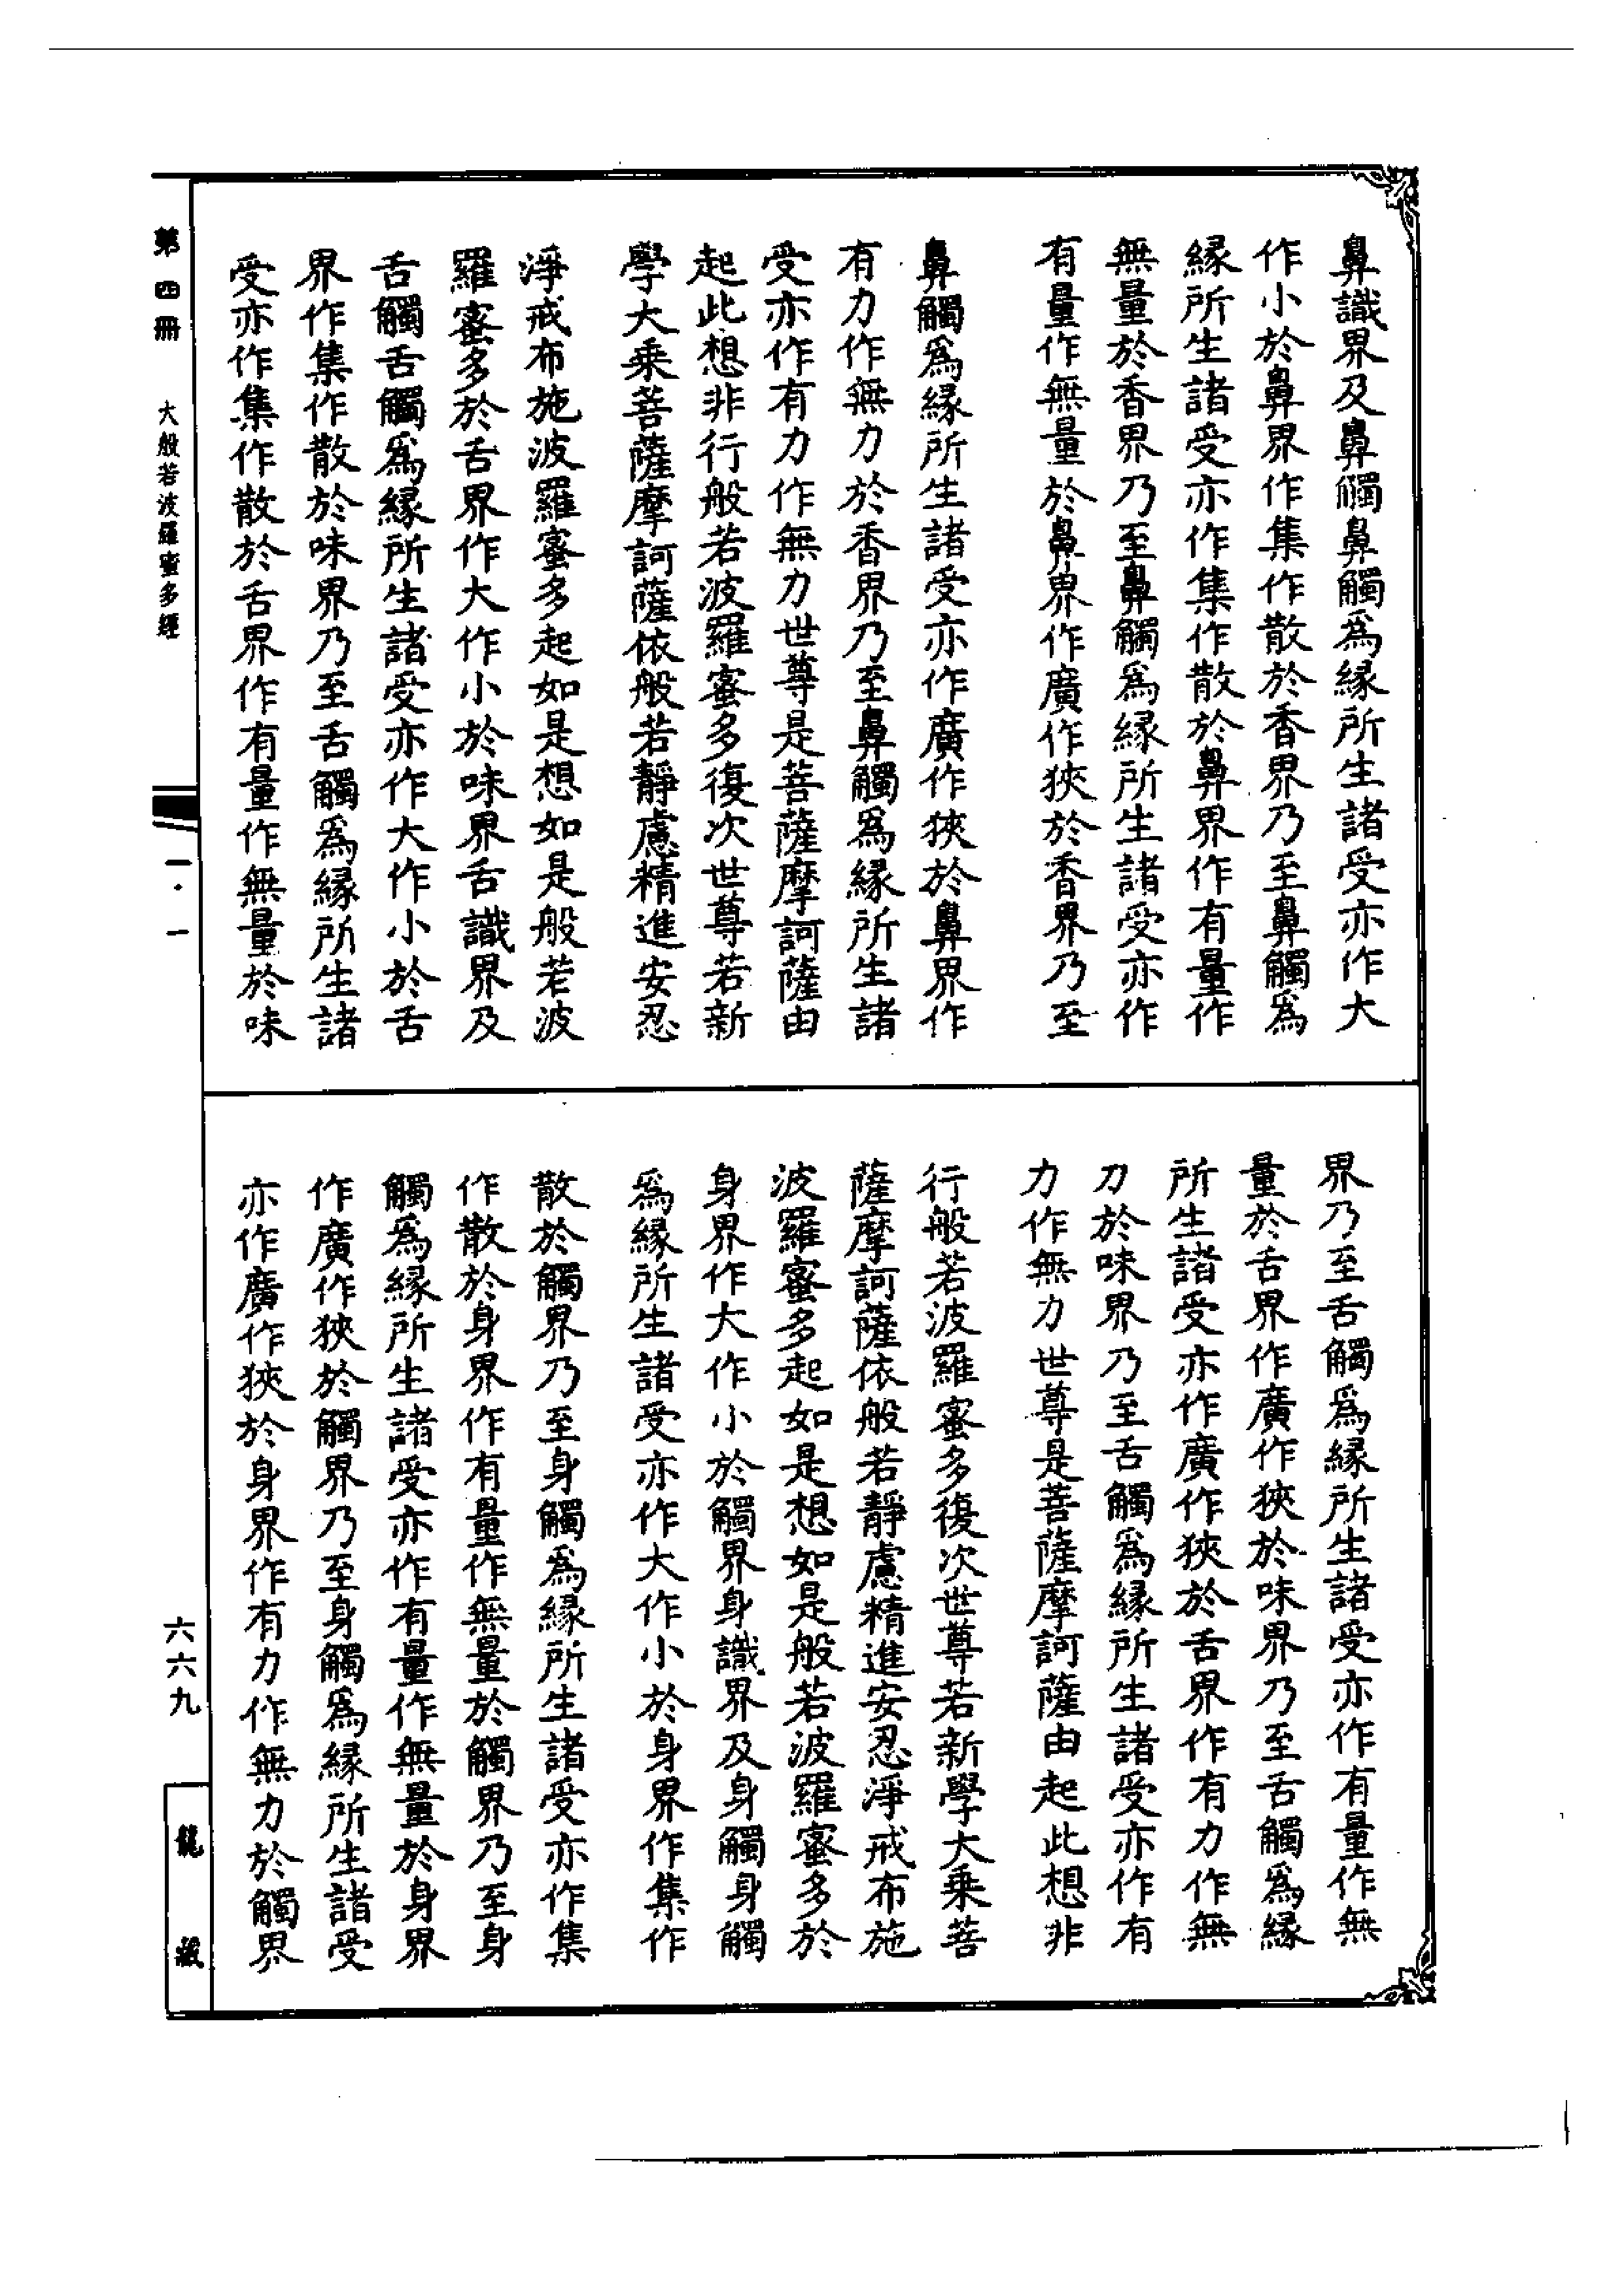 鼻識界及鼻觸鼻觸爲緣所生諸受亦作大
作小於鼻界作集作散於香界乃至鼻觸爲
緣所生諸受亦作集作散於鼻界作有量作
無量於香界乃至鼻觸爲緣所生諸受亦作
有量作無量於鼻界作廣作狹於香界乃至
鼻觸爲緣所生諸受亦作廣作狹於鼻界作
有力作無力於香界乃至鼻觸爲緣所生諸
受亦作有力作無力世尊是菩薩摩訶薩由
起此想非行般若波羅蜜多復次世尊若新
學大乘菩薩摩訶薩依般若靜慮精進安忍
淨戒布施波羅蜜多起如是想如是般若波
羅蜜多於舌界作大作小於味界舌識界及
舌觸舌觸爲緣所生諸受亦作大作小於舌
界作集作散於味界乃至舌觸爲緣所生諸
受亦作集作散於舌界作有量作無量於味
界乃至舌觸爲緣所生諸受亦作有量作無
量於舌界作廣作狹於味界乃至舌觸爲緣
所生諸受亦作廣作狹於舌界作有力作無
力於味界乃至舌觸爲緣所生諸受亦作有
力作無力世尊是菩薩摩訶薩由起此想非
行般若波羅蜜多復次世尊若新學大乘菩
薩摩訶薩依般若靜慮精進安忍淨戒布施
波羅蜜多起如是想如是般若波羅蜜多於
身界作大作小於觸界身識界及身觸身觸
爲緣所生諸受亦作大作小於身界作集作
散於觸界乃至身觸爲緣所生諸受亦作集
作散於身界作有量作無量於觸界乃至身
觸爲緣所生諸受亦作有量作無量於身界
作廣作狹於觸界乃至身觸爲緣所生諸受
亦作廣作狹於身界作有力作無力於觸界
第四冊 大般若波羅蜜多經 一·一
六六九
龍藏